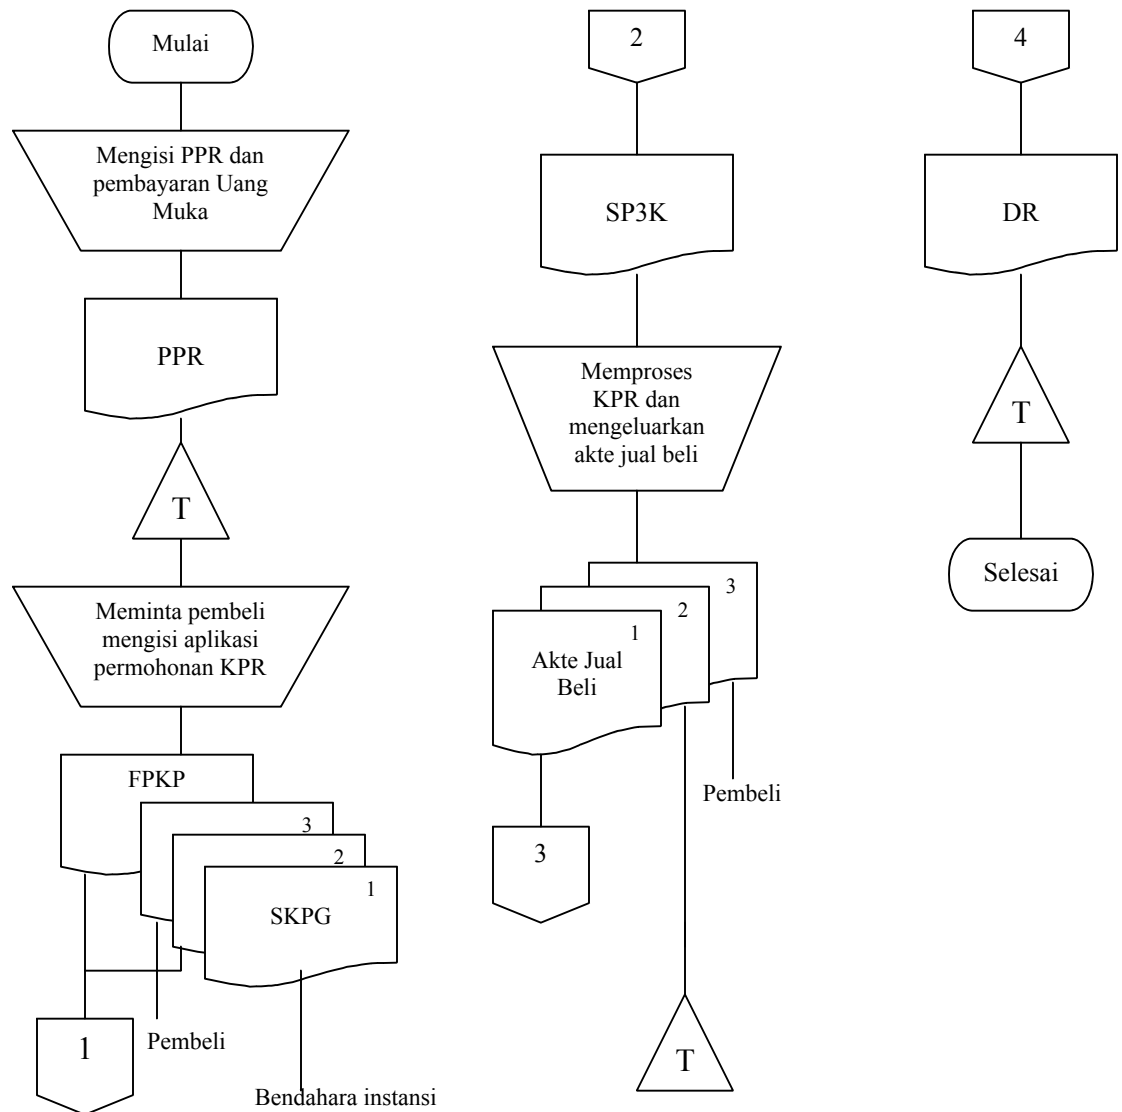 Mulai
Mengisi PPR dan
pembayaran Uang
Muka
PPR
T
Meminta pembeli
mengisi aplikasi
permohonan KPR
FPKP
3
2
1
SKPG
1
Pembeli
Bendahara instansi
2
SP3K
Memproses
KPR dan
mengeluarkan
akte jual beli
3
2
1
Akte Jual
Beli
Pembeli
3
T
4
DR
T
Selesai